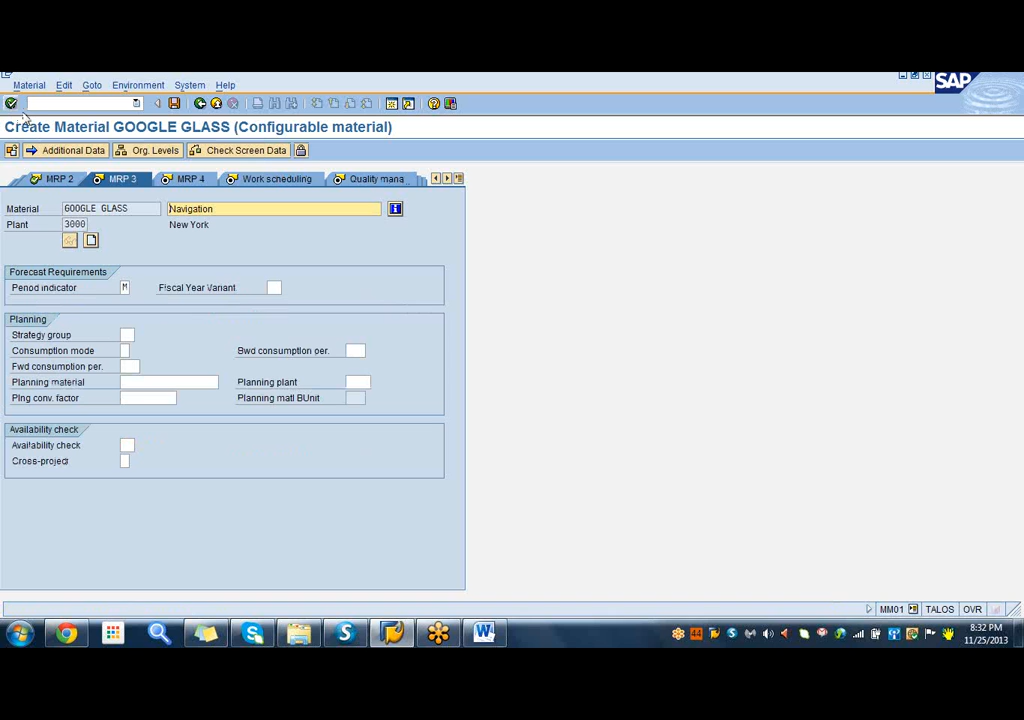 Material Edit Goto Environment System Help
SAP
Create Material GOOGLE GLASS (Configurable material)
Additional Data Org. Levels Check Screen Data
MRP 2 MRP 3 MRP 4 Work scheduling Quality mana
Material GOOGLE GLASS Navigation
Plant 3000 New York
Forecast Requirements
Period indicator M Fiscal Year Variant
Planning
Strategy group
Consumption mode Bwd consumption per.
Fwd consumption per.
Planning material Planning plant
Plng conv. factor Planning matl BUnit
Availability check
Availability check
Cross-project
MM01 TALOS OVR
44
8:32 PM
11/25/2013